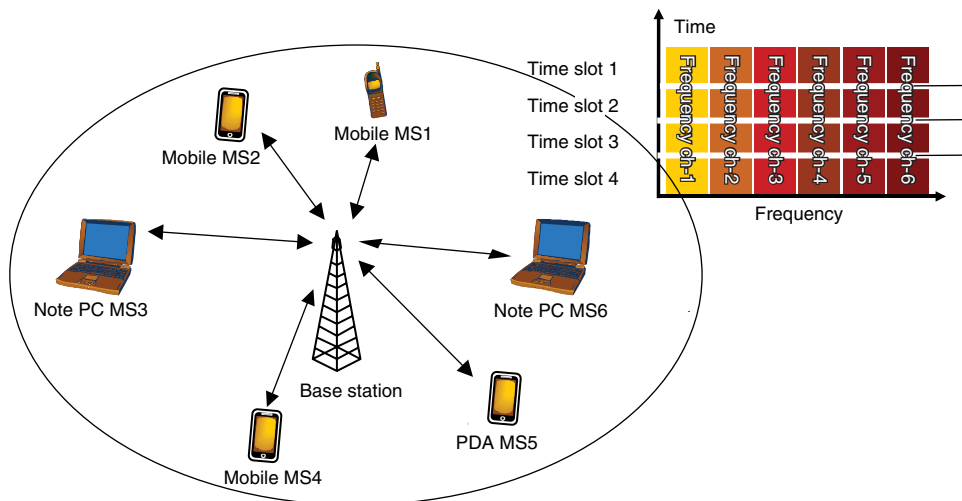 Time
Time slot 1
Time slot 2
Time slot 3
Time slot 4
Frequency ch-1
Frequency ch-2
Frequency ch-3
Frequency ch-4
Frequency ch-5
Frequency ch-6
Frequency
Mobile MS1
Mobile MS2
Note PC MS3
Note PC MS6
Base station
Mobile MS4
PDA MS5